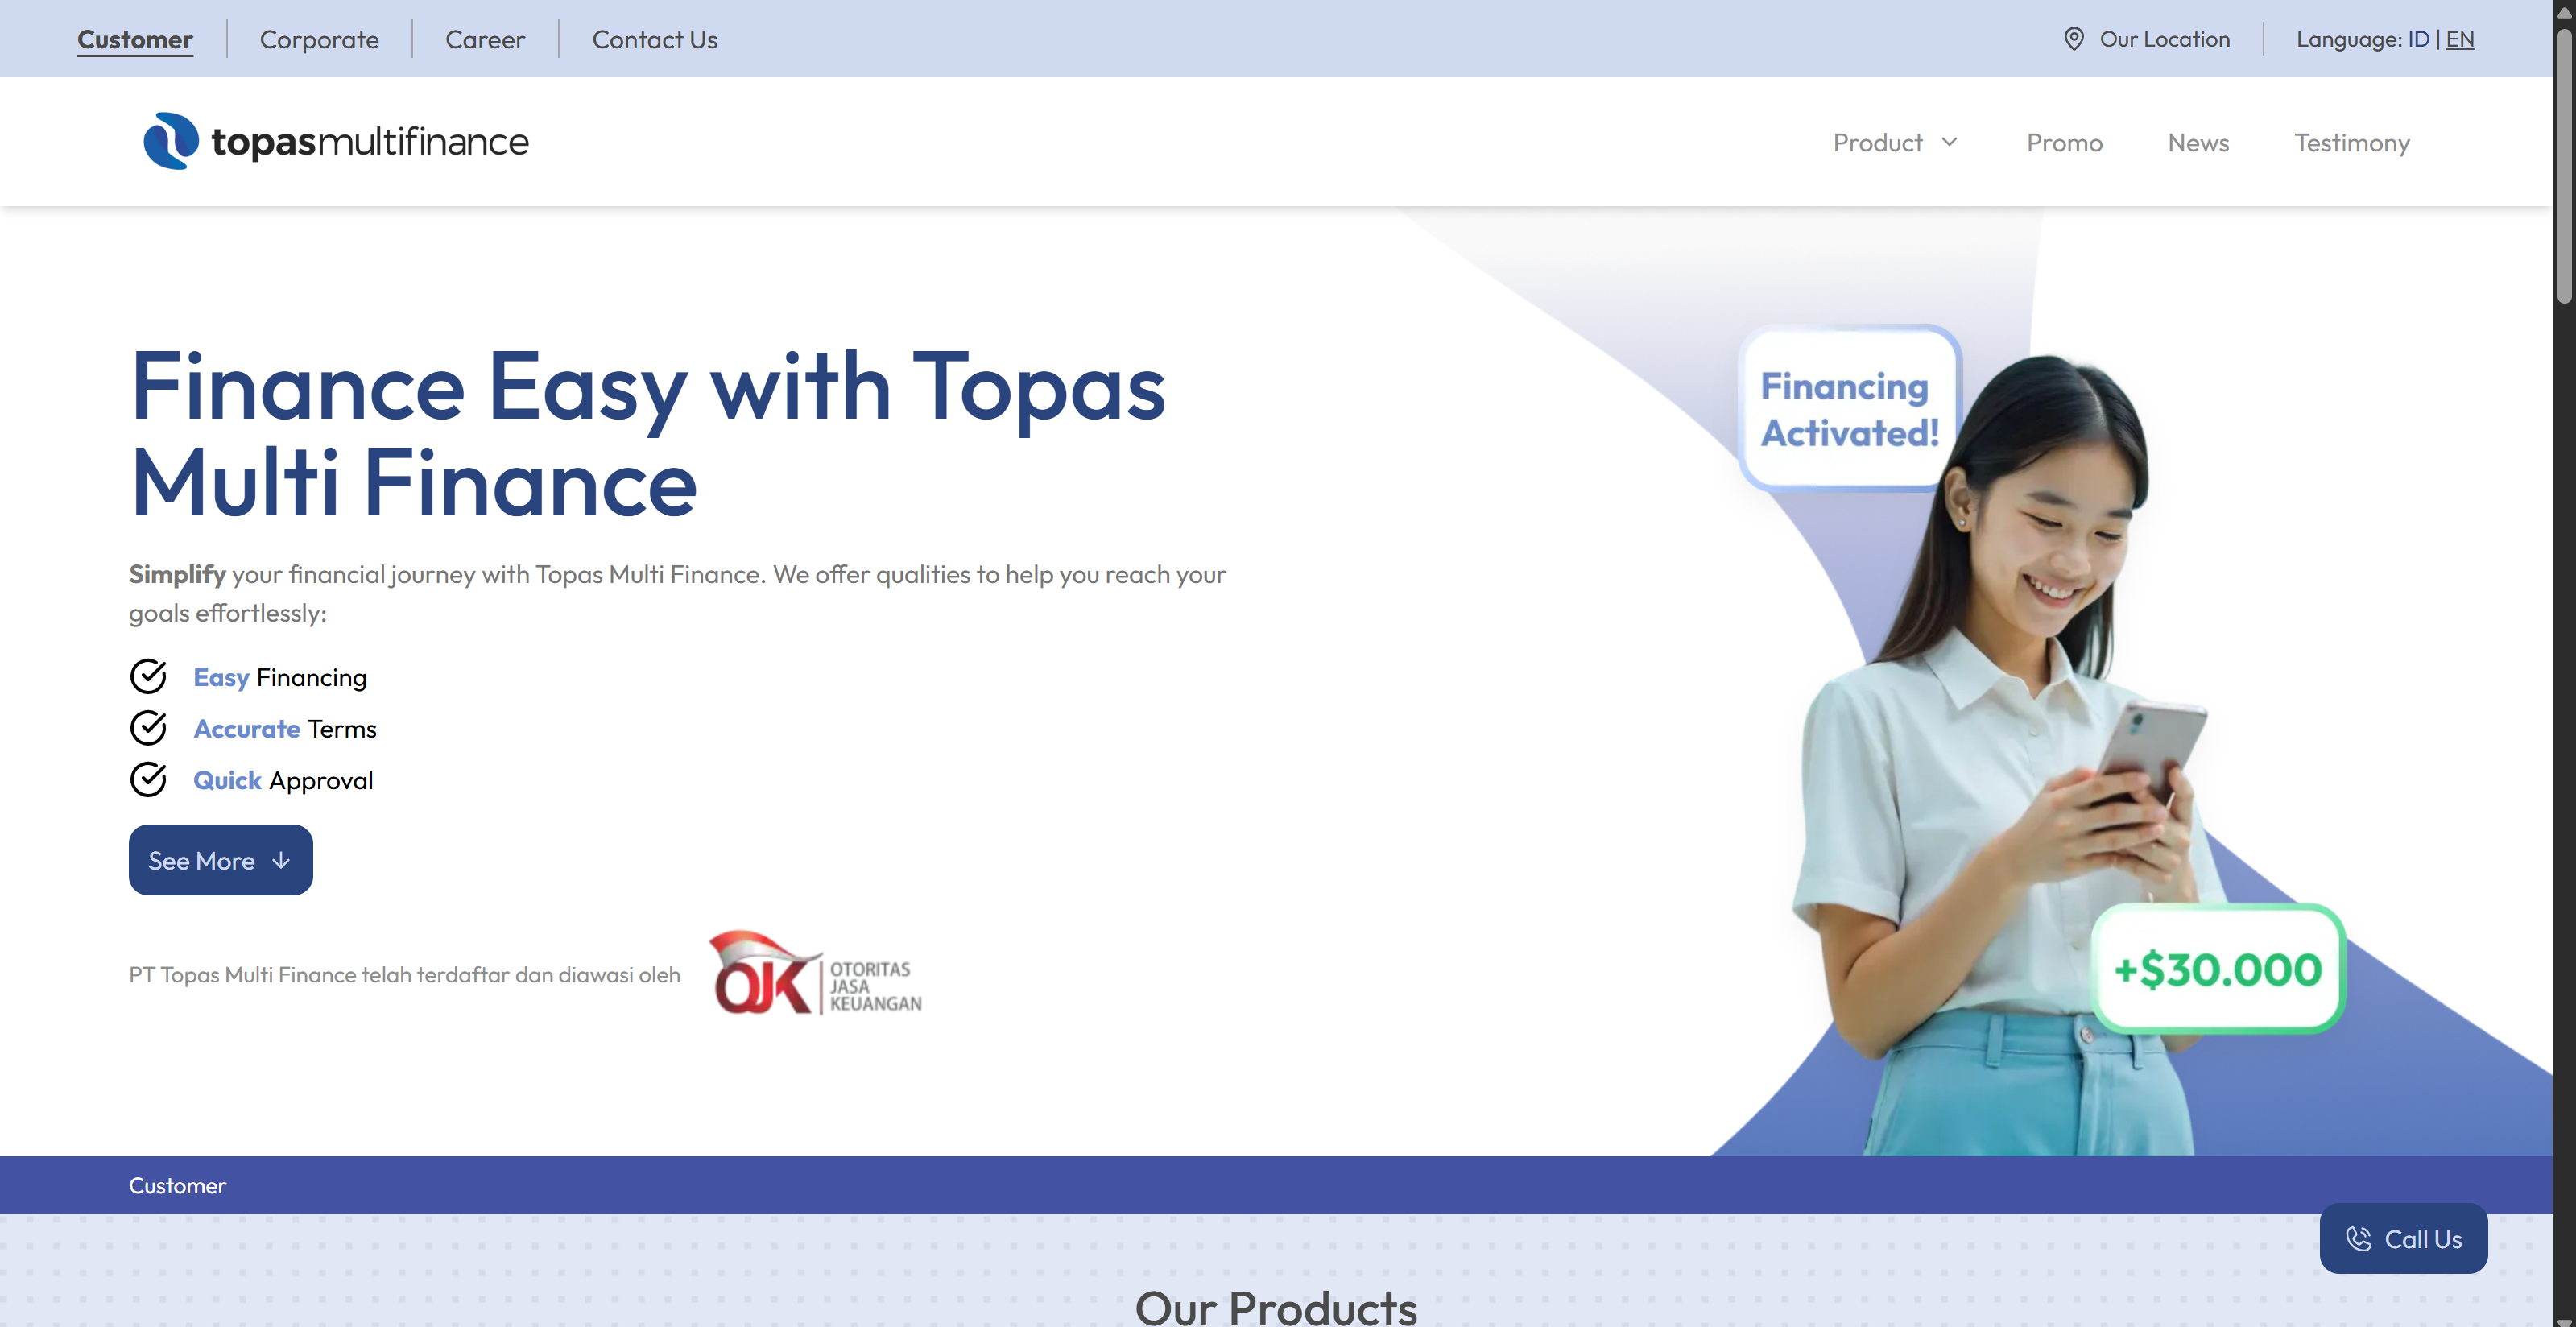 Customer
Corporate
Career
Contact Us
Our Location
Language: ID | EN
topasmultifinance
Product
Promo
News
Testimony
Finance Easy with Topas
Multi Finance
Simplify your financial journey with Topas Multi Finance. We offer qualities to help you reach your
goals effortlessly:
Easy Financing
Accurate Terms
Quick Approval
See More
PT Topas Multi Finance telah terdaftar dan diawasi oleh
OJK
OTORITAS
JASA
KEUANGAN
Financing
Activated!
+$30.000
Customer
Call Us
Our Products